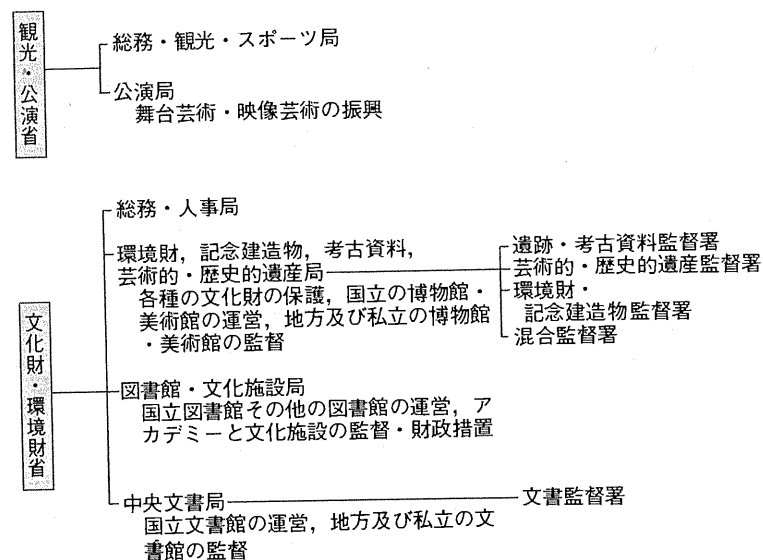 観光・公演省
総務・観光・スポーツ局
公演局
舞台芸術・映像芸術の振興
文化財・環境財省
総務・人事局
環境財，記念建造物，考古資料，
芸術的・歴史的遺産局
各種の文化財の保護，国立の博物館・
美術館の運営，地方及び私立の博物館
・美術館の監督
遺跡・考古資料監督署
芸術的・歴史的遺産監督署
環境財・
記念建造物監督署
混合監督署
図書館・文化施設局
国立図書館その他の図書館の運営，ア
カデミーと文化施設の監督・財政措置
中央文書局
国立文書館の運営，地方及び私立の文
書館の監督
文書監督署